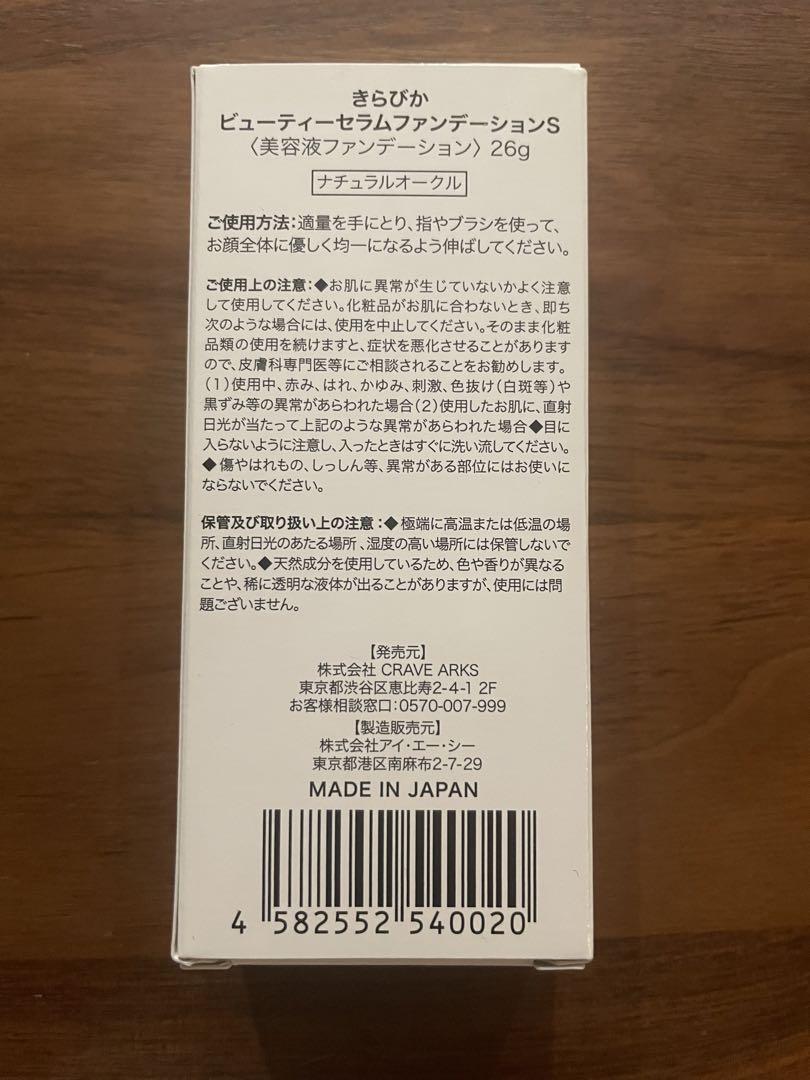 きらびか
ビューティーセラムファンデーションS
〈美容液ファンデーション〉26g
ナチュラルオークル
ご使用方法:適量を手にとり、指やブラシを使って、
お顔全体に優しく均一になるよう伸ばしてください。
ご使用上の注意:◆お肌に異常が生じていないかよく注意
して使用してください。化粧品がお肌に合わないとき、即ち
次のような場合には、使用を中止してください。そのまま化粧
品類の使用を続けますと、症状を悪化させることがあります
ので、皮膚科専門医等にご相談されることをお勧めします。
(1)使用中、赤み、はれ、かゆみ、刺激、色抜け(白斑等)や
黒ずみ等の異常があらわれた場合(2)使用したお肌に、直射
日光が当たって上記のような異常があらわれた場合◆目に
入らないように注意し、入ったときはすぐに洗い流してください。
◆傷やはれもの、しっしん等、異常がある部位にはお使いに
ならないでください。
保管及び取り扱い上の注意:◆極端に高温または低温の場
所、直射日光のあたる場所、湿度の高い場所には保管しないで
ください。◆天然成分を使用しているため、色や香りが異なる
ことや、稀に透明な液体が出ることがありますが、使用には問
題ございません。
【発売元】
株式会社 CRAVE ARKS
東京都渋谷区恵比寿2-4-1 2F
お客様相談窓口:0570-007-999
【製造販売元】
株式会社アイ・エー・シー
東京都港区南麻布2-7-29
MADE IN JAPAN
4 582552 540020